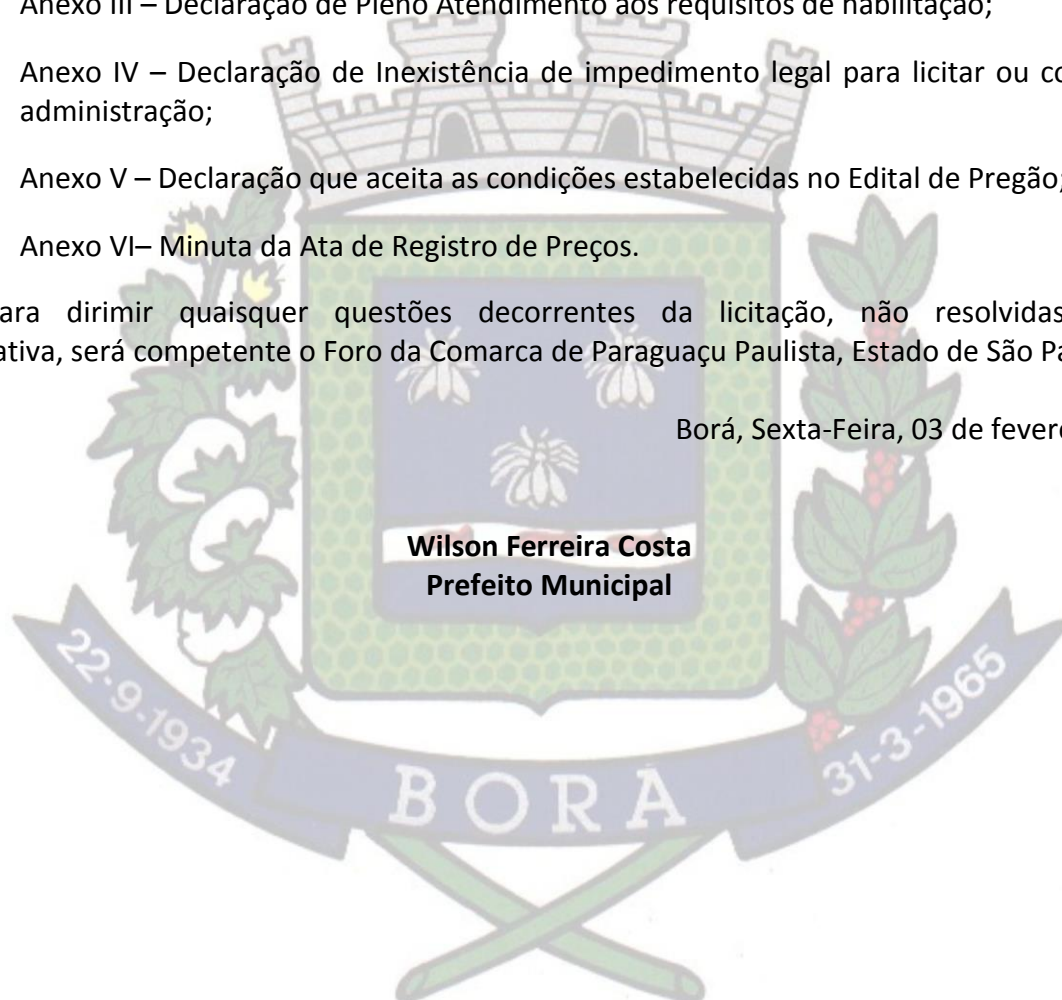 Anexo III – Declaração de Pleno Atendimento aos requisitos de habilitação;
Anexo IV – Declaração de Inexistência de impedimento legal para licitar ou co
administração;
Anexo V – Declaração que aceita as condições estabelecidas no Edital de Pregão;
Anexo VI– Minuta da Ata de Registro de Preços.
ara dirimir quaisquer questões decorrentes da licitação, não resolvidas
ativa, será competente o Foro da Comarca de Paraguaçu Paulista, Estado de São Pa
Borá, Sexta-Feira, 03 de fevere
Wilson Ferreira Costa
Prefeito Municipal
22-9-1934
BORÁ
31-3-1965